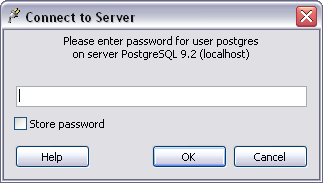 Connect to Server
Please enter password for user postgres
on server PostgreSQL 9.2 (localhost)
Store password
Help
OK
Cancel